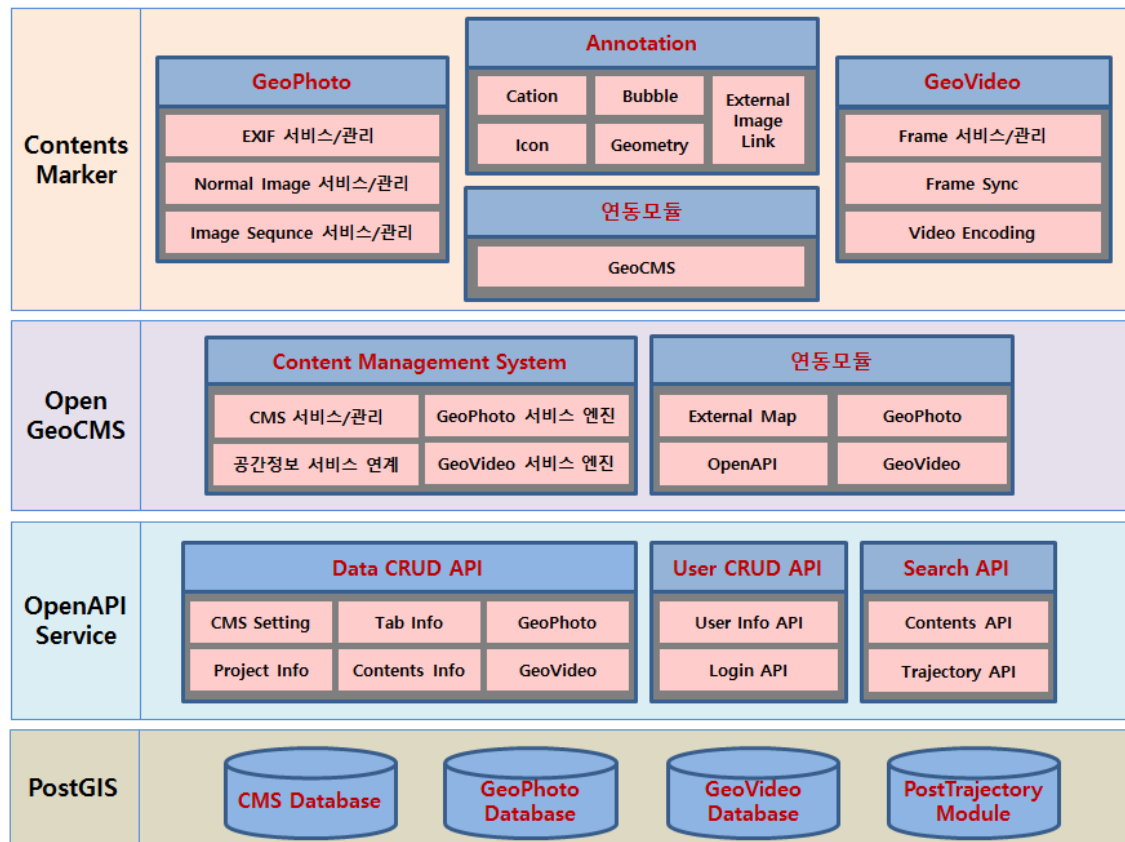 Contents
Marker
GeoPhoto
EXIF 서비스/관리
Normal Image 서비스/관리
Image Sequnce 서비스/관리
Annotation
Cation
Bubble
External
Image
Link
Icon
Geometry
연동모듈
GeoCMS
GeoVideo
Frame 서비스/관리
Frame Sync
Video Encoding
Open
GeoCMS
Content Management System
CMS 서비스/관리
GeoPhoto 서비스 엔진
공간정보 서비스 연계
GeoVideo 서비스 엔진
연동모듈
External Map
GeoPhoto
OpenAPI
GeoVideo
OpenAPI
Service
Data CRUD API
CMS Setting
Tab Info
GeoPhoto
Project Info
Contents Info
GeoVideo
User CRUD API
User Info API
Login API
Search API
Contents API
Trajectory API
PostGIS
CMS Database
GeoPhoto
Database
GeoVideo
Database
PostTrajectory
Module